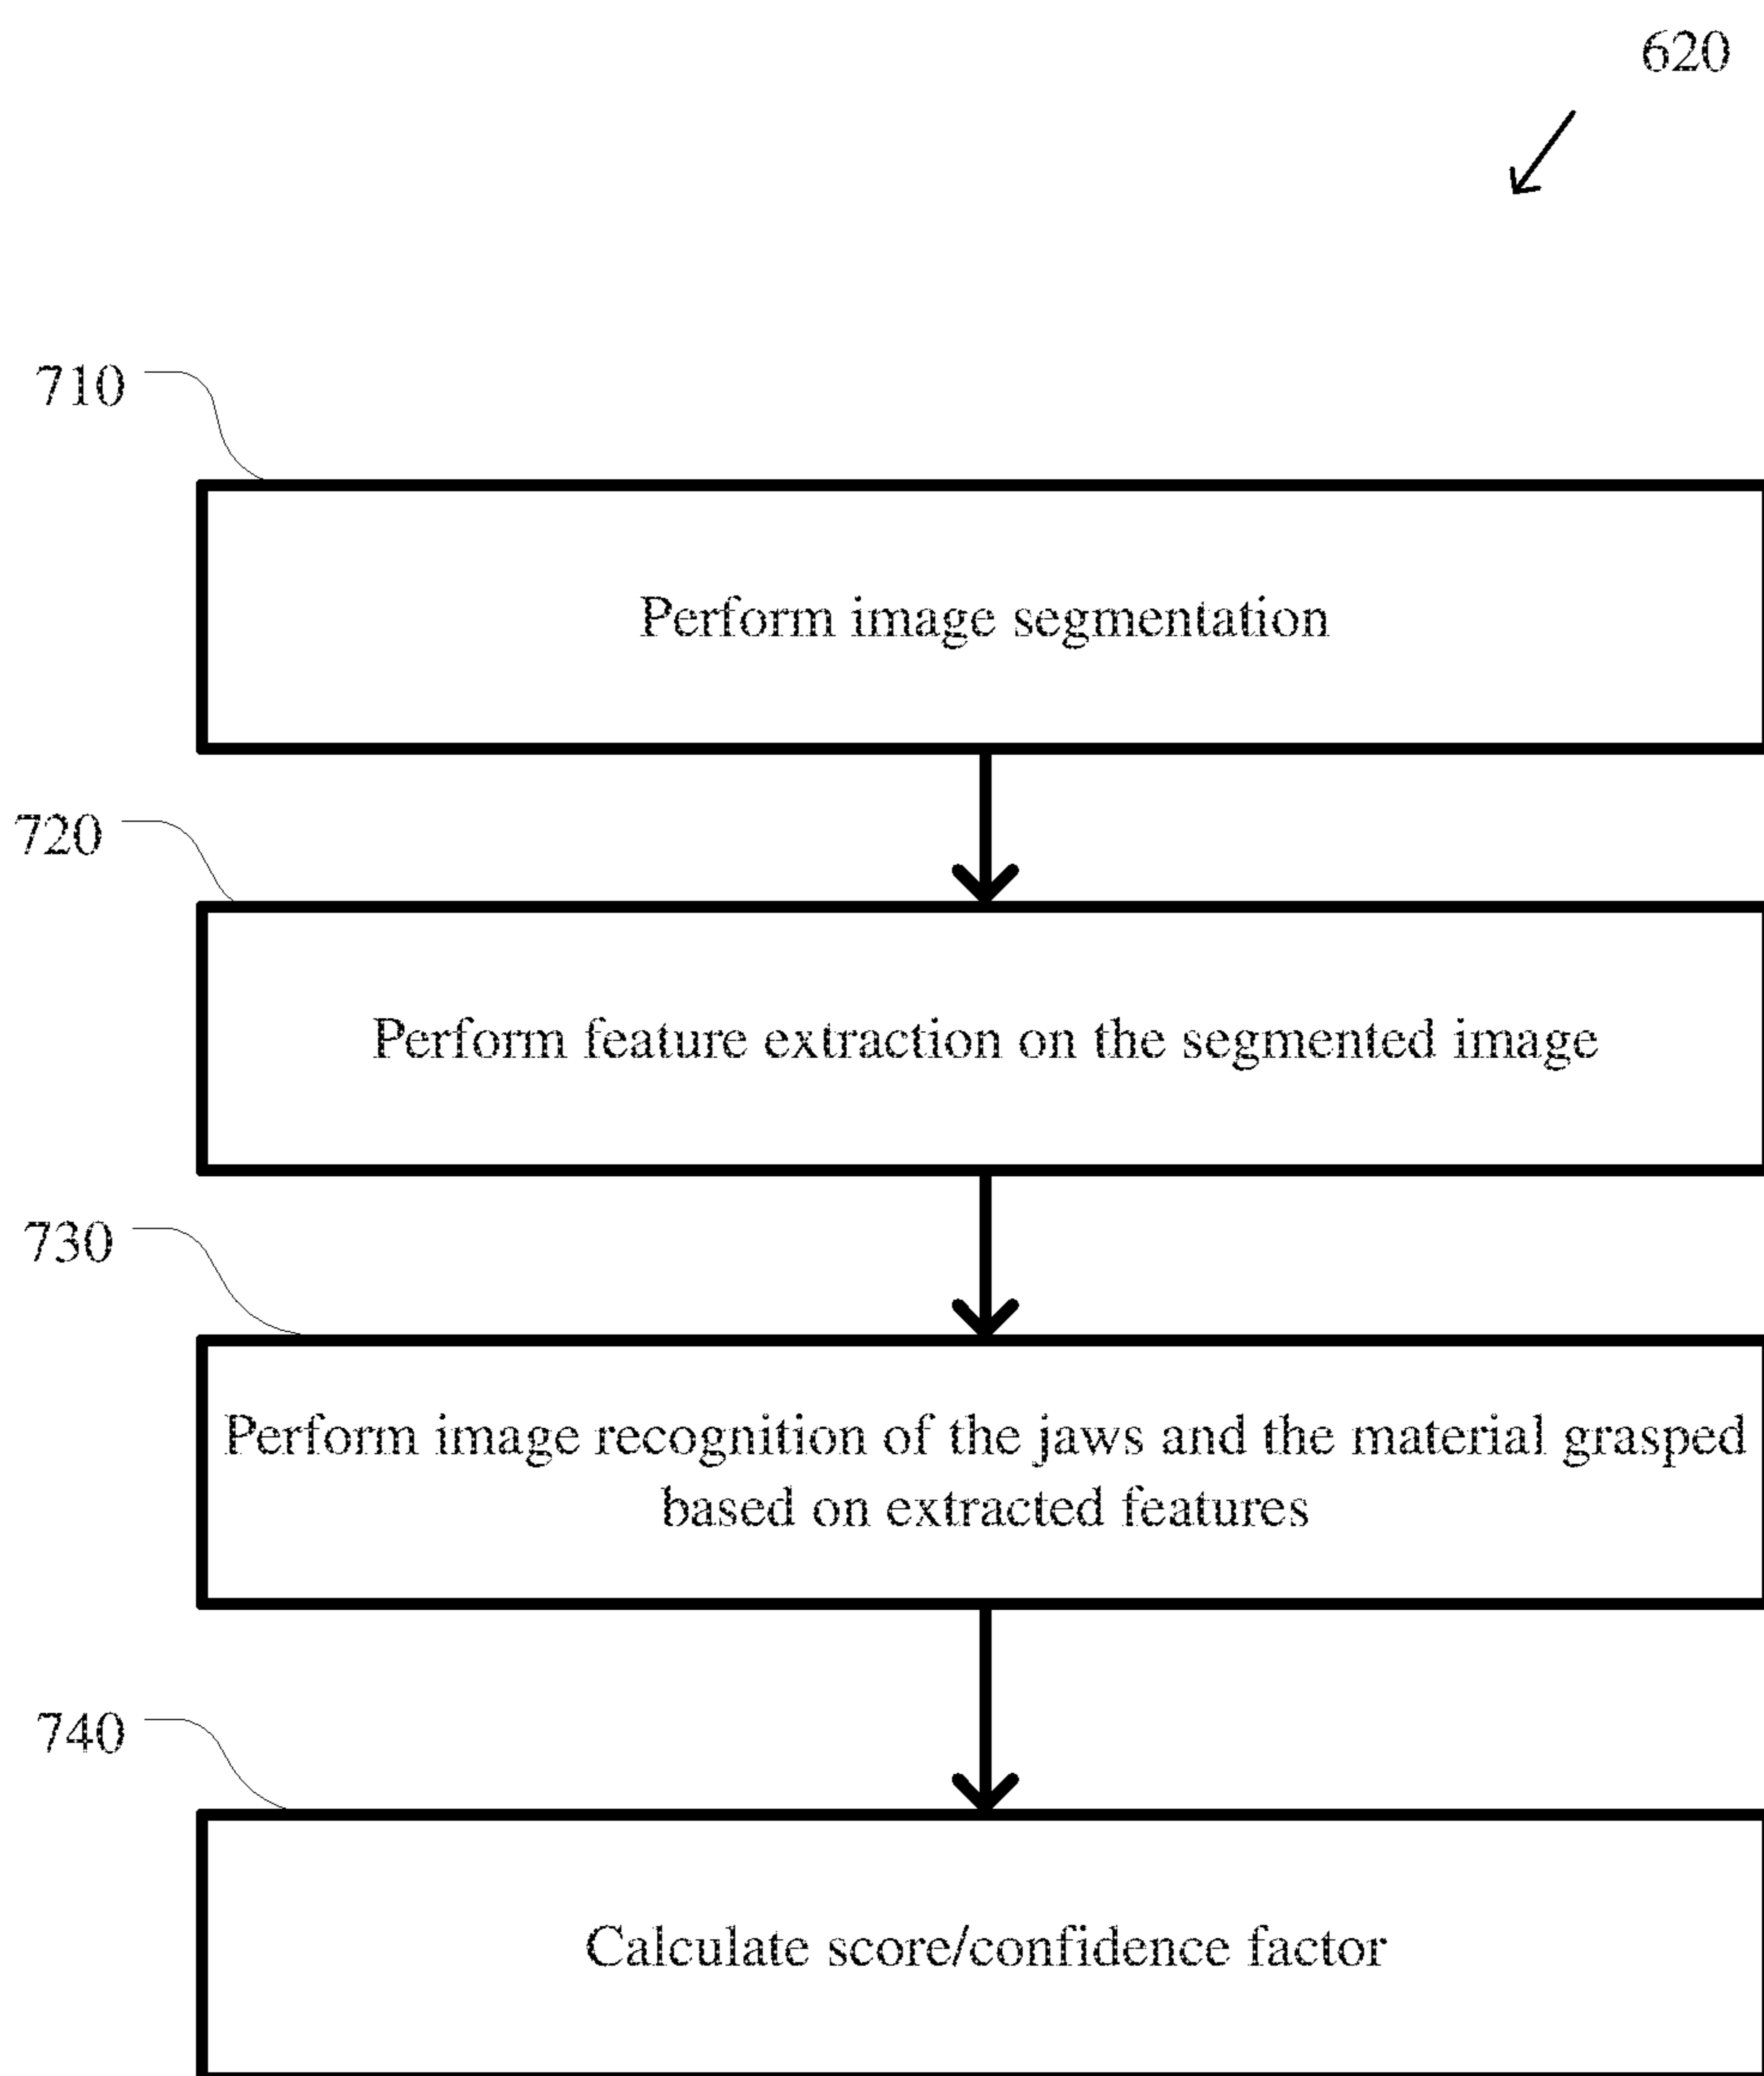 620
710
Perform image segmentation
720
Perform feature extraction on the segmented image
730
Perform image recognition of the jaws and the material grasped
based on extracted features
740
Calculate score/confidence factor